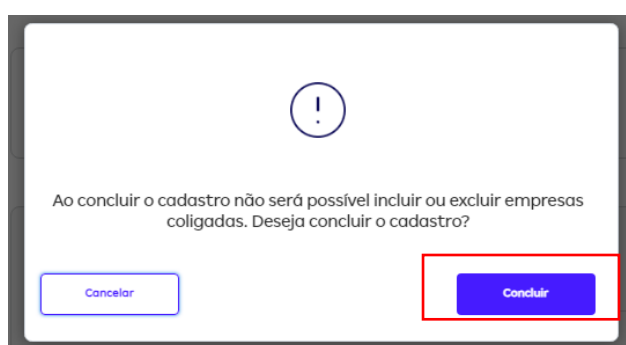 Ao concluir o cadastro não será possível incluir ou excluir empresas
coligadas. Deseja concluir o cadastro?
Cancelar
Concluir